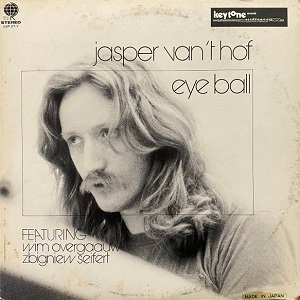 STEREO
keytone
jasper van't hof
eye ball
FEATURING
wim overgaauw
zbigniew seifert
MADE IN JAPAN